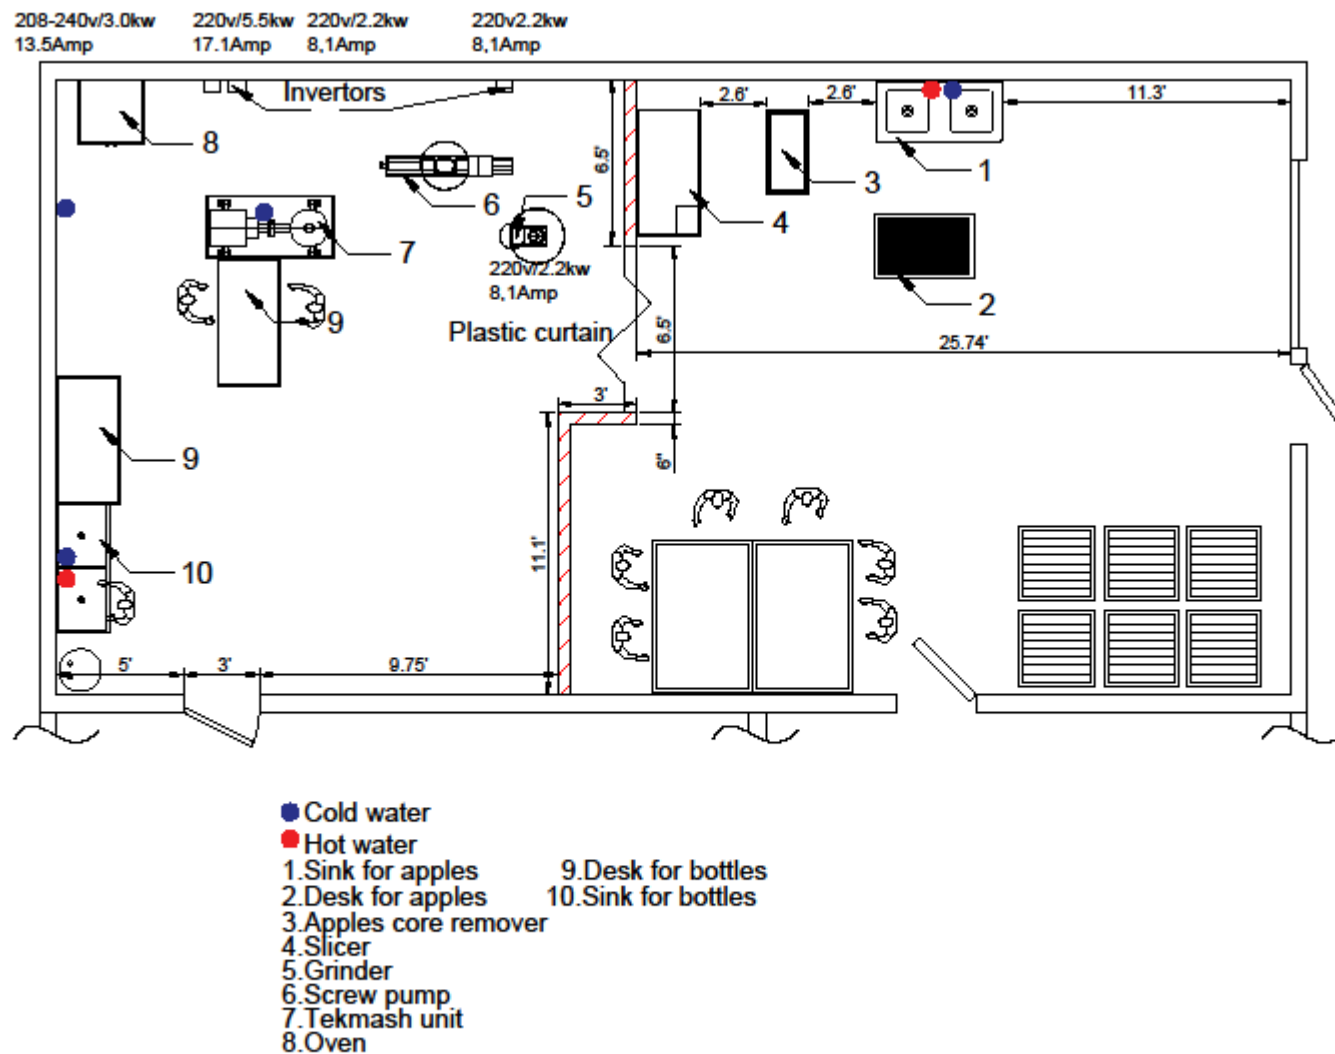 208-240v/3.0kw 220v/5.5kw 220v/2.2kw 220v2.2kw
13.5Amp 17.1Amp 8,1Amp 8,1Amp
Invertors
2.6' 2.6' 11.3'
8
6.5'
1
3
6 5
4
7
220v/2.2kw
8,1Amp
2
9
Plastic curtain
6.5'
25.74'
3'
9
6"
11.1'
10
5' 3' 9.75'
Cold water
Hot water
1.Sink for apples 9.Desk for bottles
2.Desk for apples 10.Sink for bottles
3.Apples core remover
4.Slicer
5.Grinder
6.Screw pump
7.Tekmash unit
8.Oven